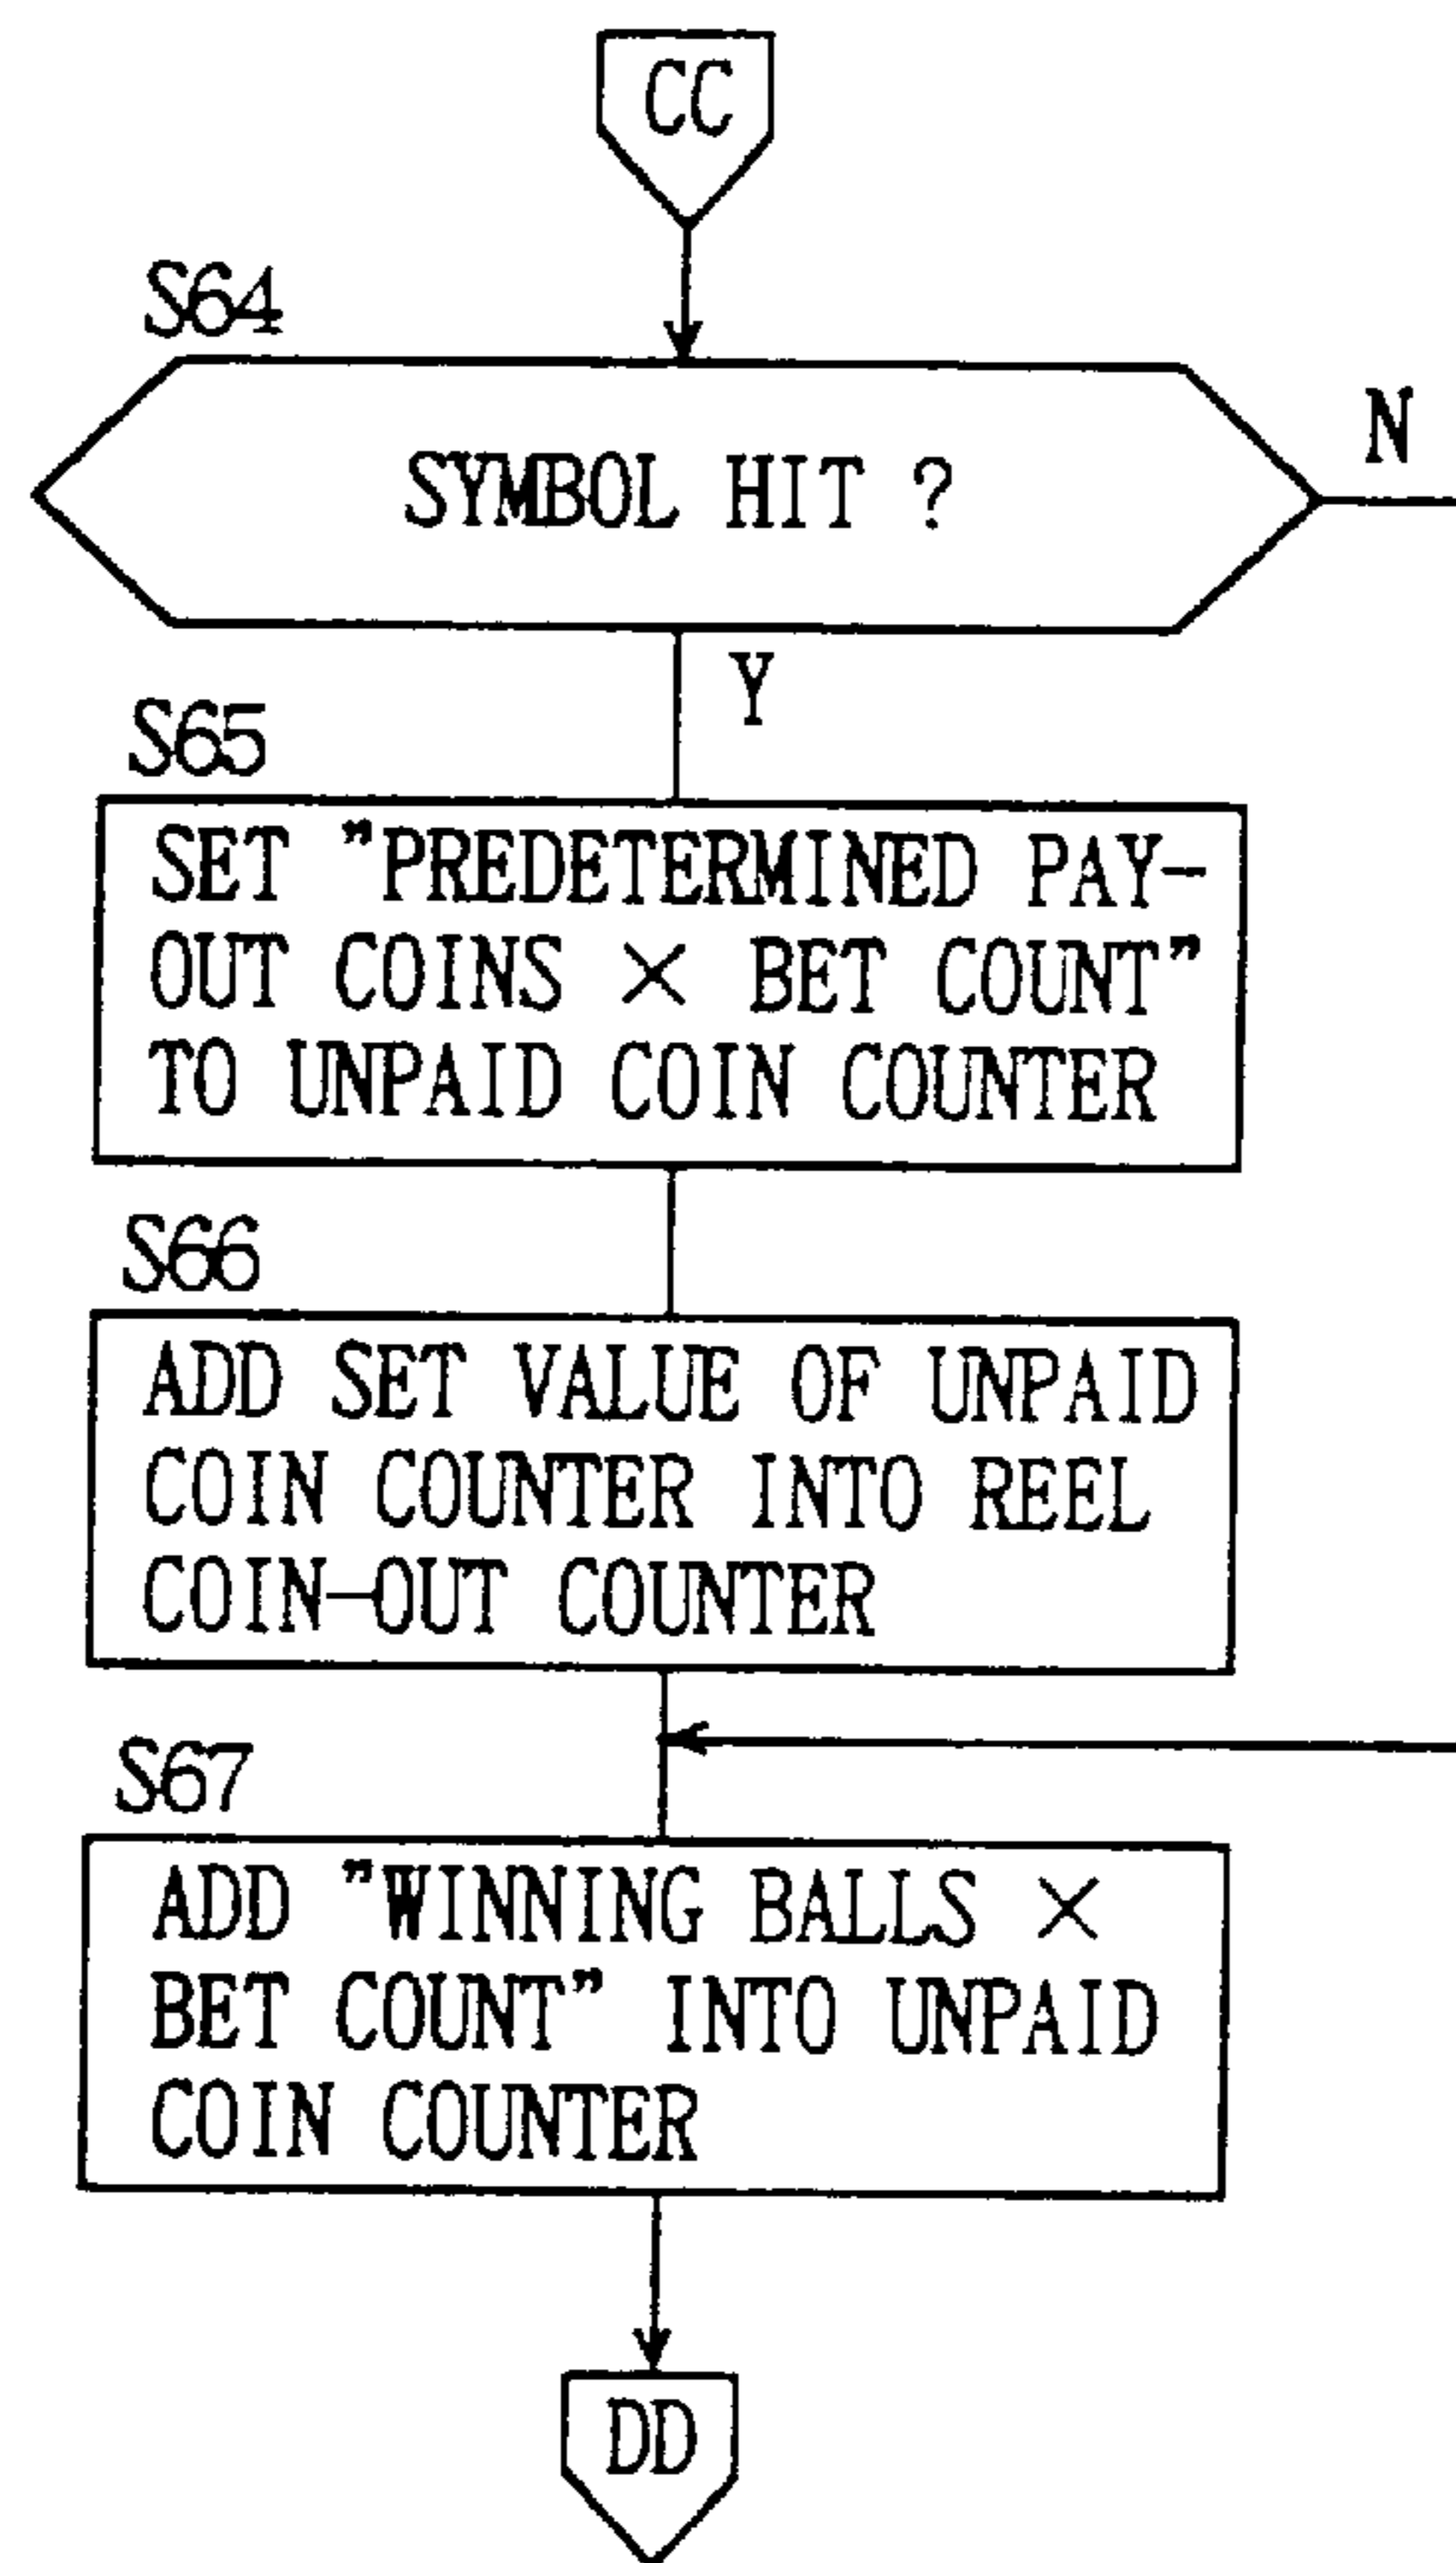 CC
S64
SYMBOL HIT ?
N
Y
S65
SET "PREDETERMINED PAY-
OUT COINS × BET COUNT"
TO UNPAID COIN COUNTER
S66
ADD SET VALUE OF UNPAID
COIN COUNTER INTO REEL
COIN-OUT COUNTER
S67
ADD "WINNING BALLS ×
BET COUNT" INTO UNPAID
COIN COUNTER
DD